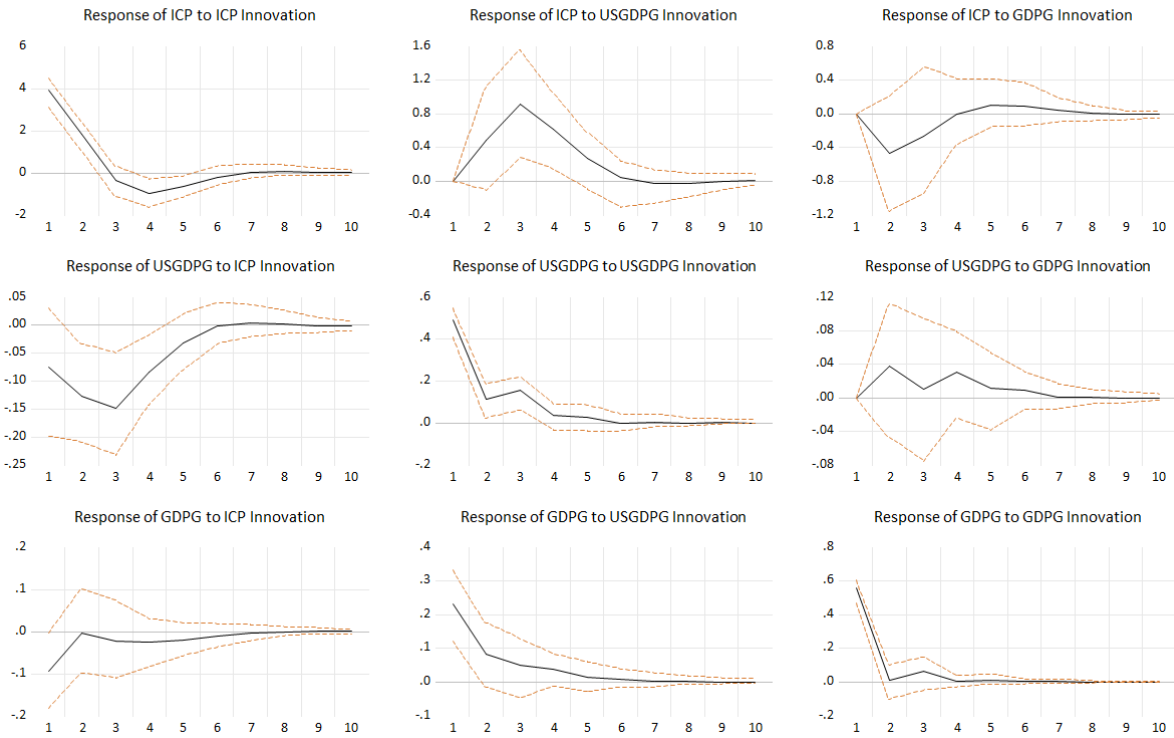 Response of ICP to ICP Innovation
6
4
2
0
-2
1 2 3 4 5 6 7 8 9 10
Response of ICP to USGDPG Innovation
1.6
1.2
0.8
0.4
0.0
-0.4
1 2 3 4 5 6 7 8 9 10
Response of ICP to GDPG Innovation
0.8
0.4
0.0
-0.4
-0.8
-1.2
1 2 3 4 5 6 7 8 9 10
Response of USGDPG to ICP Innovation
.05
.00
-.05
-.10
-.15
-.20
-.25
1 2 3 4 5 6 7 8 9 10
Response of USGDPG to USGDPG Innovation
.6
.4
.2
.0
-.2
1 2 3 4 5 6 7 8 9 10
Response of USGDPG to GDPG Innovation
.12
.08
.04
.00
-.04
-.08
1 2 3 4 5 6 7 8 9 10
Response of GDPG to ICP Innovation
.2
.1
.0
-.1
-.2
1 2 3 4 5 6 7 8 9 10
Response of GDPG to USGDPG Innovation
.4
.3
.2
.1
.0
-.1
1 2 3 4 5 6 7 8 9 10
Response of GDPG to GDPG Innovation
.8
.6
.4
.2
.0
-.2
1 2 3 4 5 6 7 8 9 10